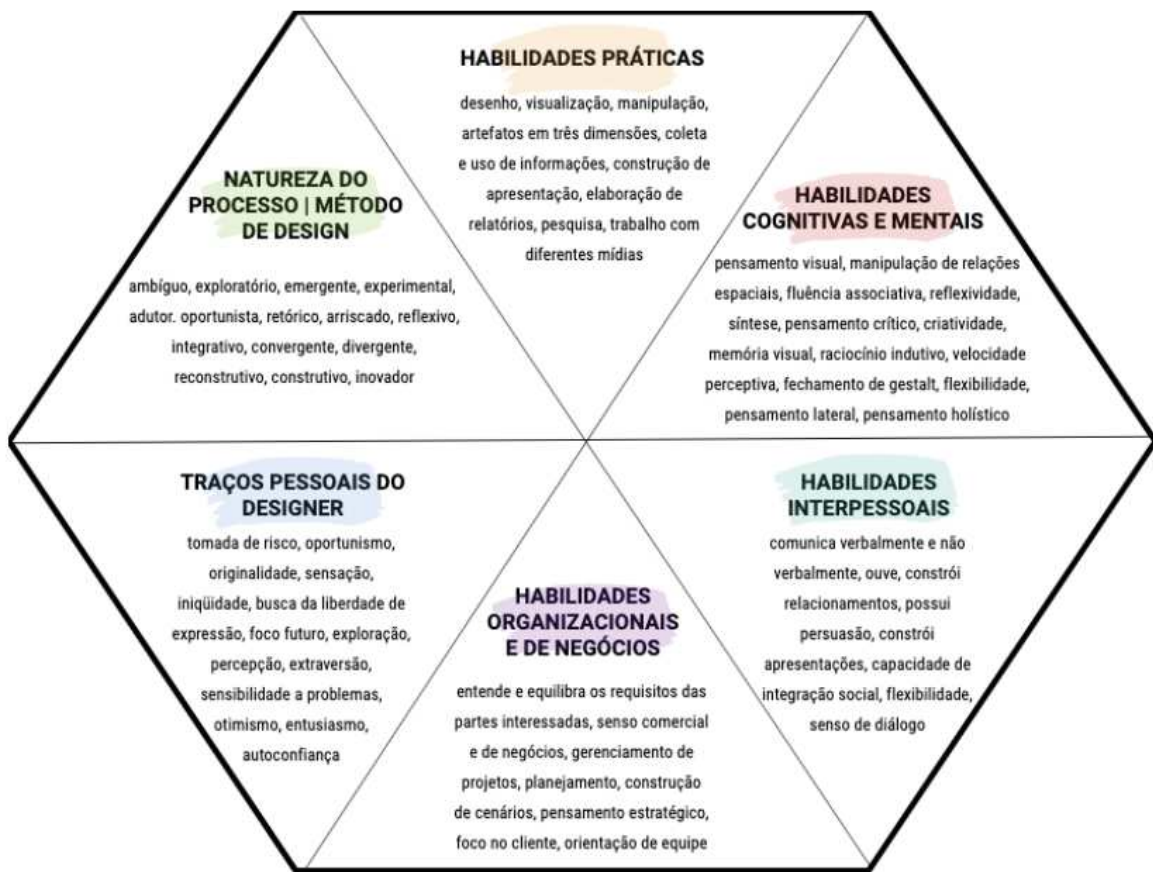 HABILIDADES PRÁTICAS
desenho, visualização, manipulação,
artefatos em três dimensões, coleta
e uso de informações, construção de
apresentação, elaboração de
relatórios, pesquisa, trabalho com
diferentes mídias
NATUREZA DO
PROCESSO | MÉTODO
DE DESIGN
ambíguo, exploratório, emergente, experimental,
adutor. oportunista, retórico, arriscado, reflexivo,
integrativo, convergente, divergente,
reconstrutivo, construtivo, inovador
HABILIDADES
COGNITIVAS E MENTAIS
pensamento visual, manipulação de relações
espaciais, fluência associativa, reflexividade,
síntese, pensamento crítico, criatividade,
memória visual, raciocínio indutivo, velocidade
perceptiva, fechamento de gestalt, flexibilidade,
pensamento lateral, pensamento holístico
TRAÇOS PESSOAIS DO
DESIGNER
tomada de risco, oportunismo,
originalidade, sensação,
iniqüidade, busca da liberdade de
expressão, foco futuro, exploração,
percepção, extraversão,
sensibilidade a problemas,
otimismo, entusiasmo,
autoconfiança
HABILIDADES
ORGANIZACIONAIS
E DE NEGÓCIOS
entende e equilibra os requisitos das
partes interessadas, senso comercial
e de negócios, gerenciamento de
projetos, planejamento, construção
de cenários, pensamento estratégico,
foco no cliente, orientação de equipe
HABILIDADES
INTERPESSOAIS
comunica verbalmente e não
verbalmente, ouve, constrói
relacionamentos, possui
persuasão, constrói
apresentações, capacidade de
integração social, flexibilidade,
senso de diálogo